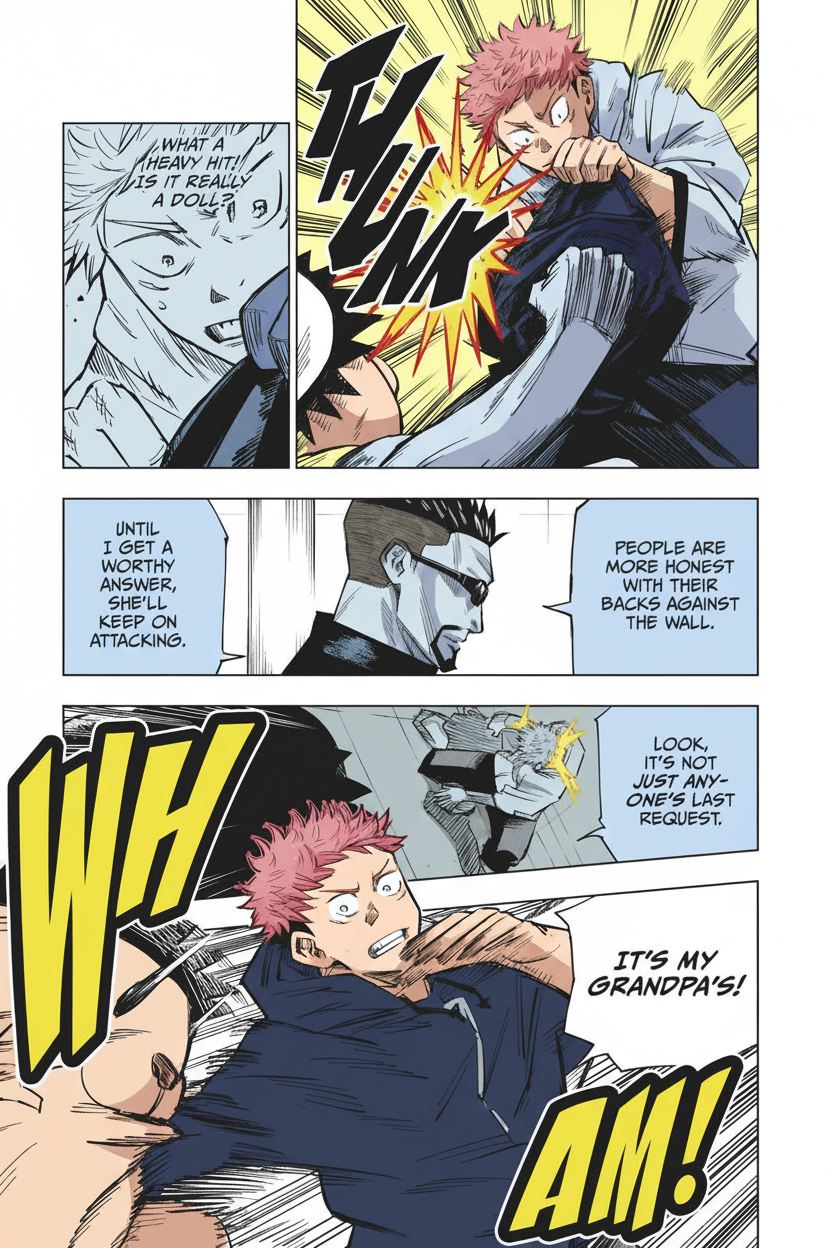 THUNK
WHAT A
HEAVY HIT!
IS IT REALLY
A DOLL?
PEOPLE ARE
MORE HONEST
WITH THEIR
BACKS AGAINST
THE WALL.
UNTIL
I GET A
WORTHY
ANSWER,
SHE'LL
KEEP ON
ATTACKING.
LOOK,
IT'S NOT
JUST ANY-
ONE'S LAST
REQUEST.
IT'S MY
GRANDPA'S!
WH
AM!